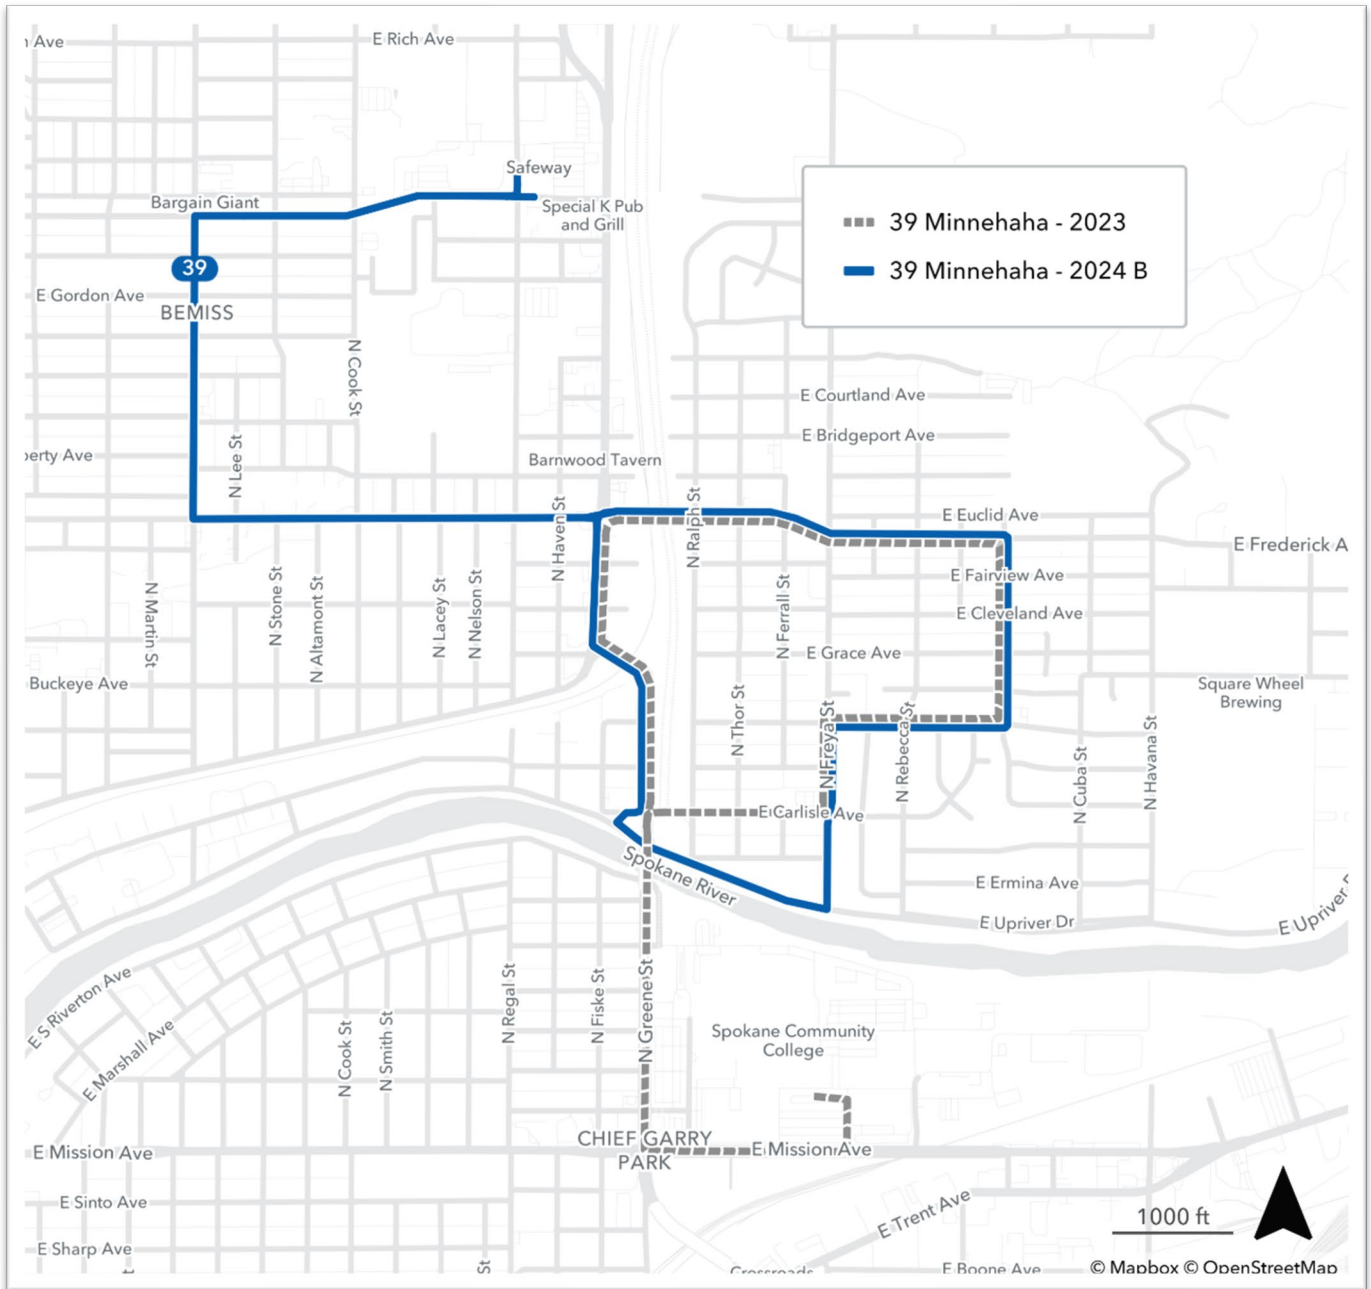 Ave
E Rich Ave
Safeway
Bargain Giant
Special K Pub
and Grill
39 Minnehaha - 2023
39 Minnehaha - 2024 B
39
E Gordon Ave
BEMISS
N Cook St
E Courtland Ave
E Bridgeport Ave
N Lee St
perty Ave
Barnwood Tavern
N Haven St
N Ralph St
E Euclid Ave
E Frederick A
E Fairview Ave
N Martin St
N Stone St
N Altamont St
N Lacey St
N Nelson St
N Ferrall St
E Cleveland Ave
E Grace Ave
Buckeye Ave
Square Wheel
Brewing
N Thor St
N Freya St
N Rebecca St
N Cuba St
N Havana St
E Carlisle Ave
Spokane River
E Ermina Ave
E Upriver Dr
E Upriver
E S Riverton Ave
E Marshall Ave
N Cook St
N Smith St
N Regal St
N Fiske St
N Greene St
Spokane Community
College
CHIEF GARRY
PARK
E Mission Ave
E Mission Ave
E Sinto Ave
E Trent Ave
1000 ft
E Sharp Ave
St
Crossroads
E Boone Ave
© Mapbox © OpenStreetMap